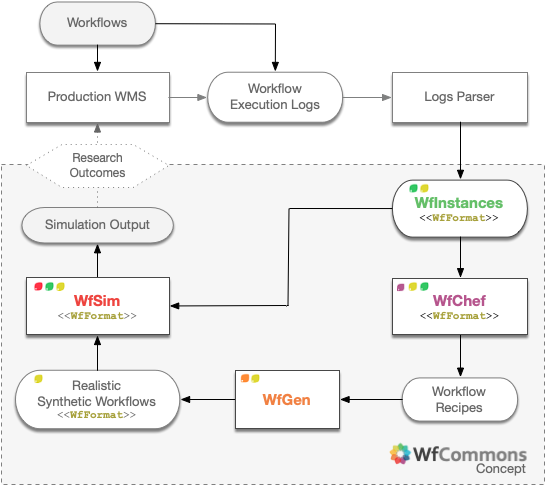 Workflows
Production WMS
Workflow
Execution Logs
Logs Parser
Research
Outcomes
Simulation Output
WfInstances
<<WfFormat>>
WfSim
<<WfFormat>>
WfChef
<<WfFormat>>
Realistic
Synthetic Workflows
<<WfFormat>>
WfGen
Workflow
Recipes
WfCommons
Concept